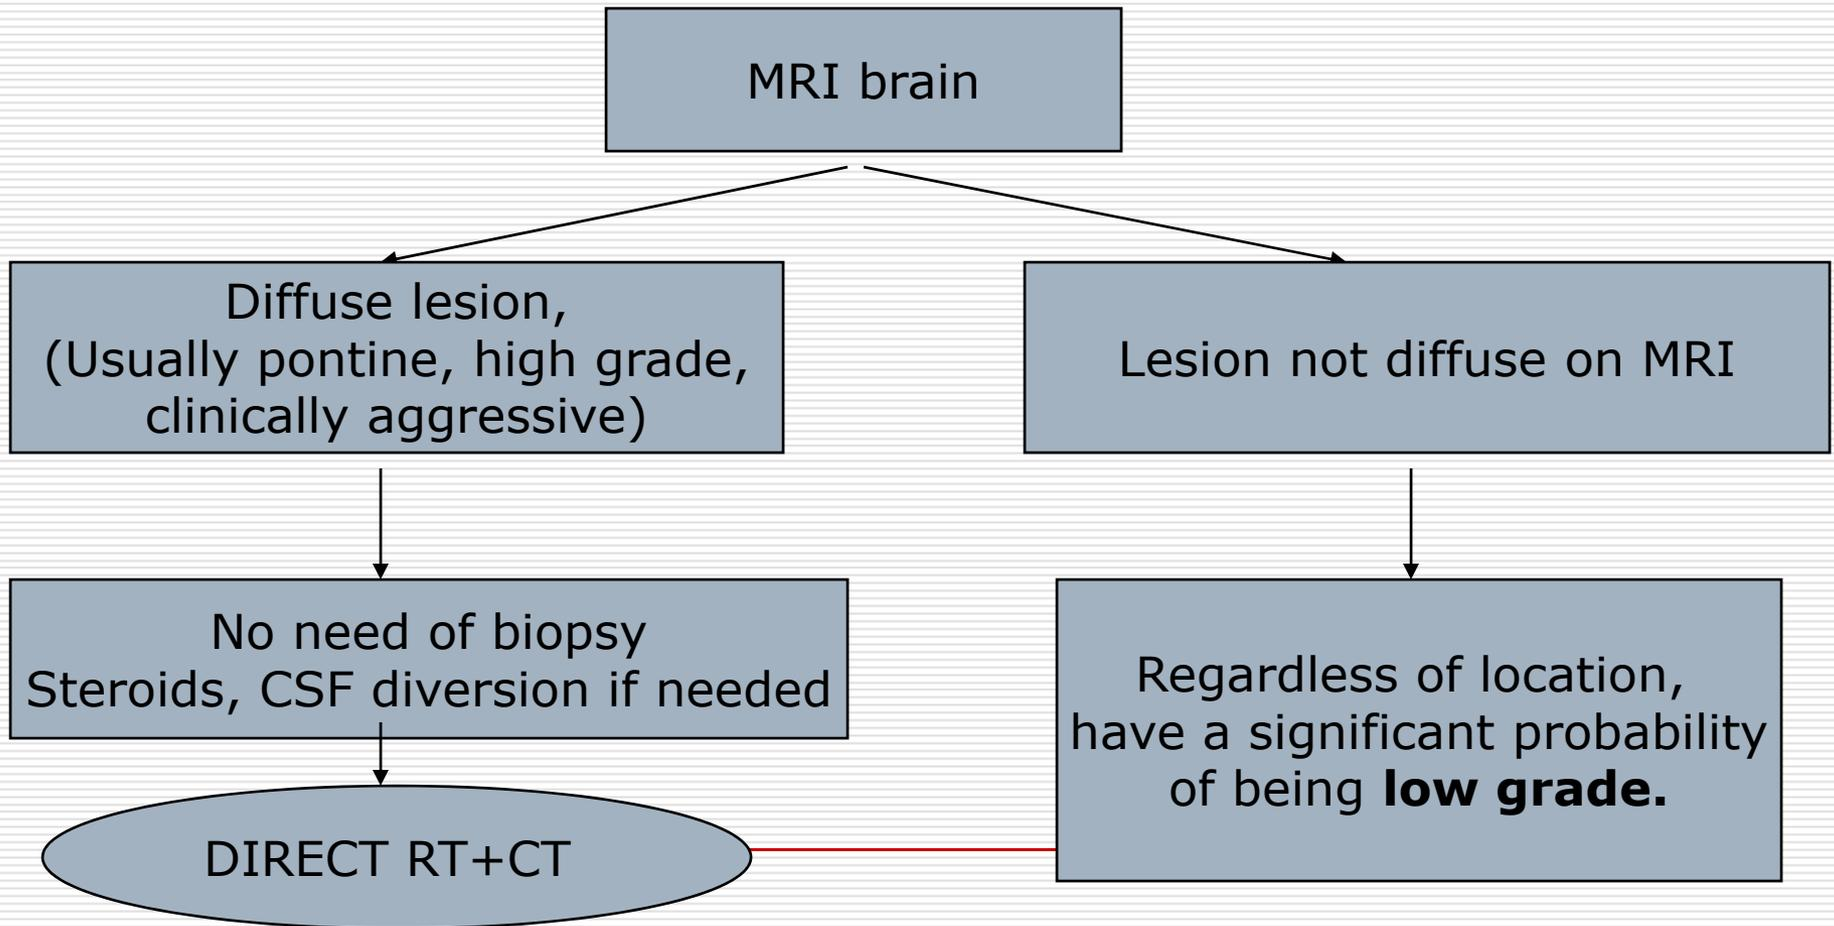 MRI brain
Diffuse lesion,
(Usually pontine, high grade,
clinically aggressive)
Lesion not diffuse on MRI
No need of biopsy
Steroids, CSF diversion if needed
Regardless of location,
have a significant probability
of being low grade.
DIRECT RT+CT